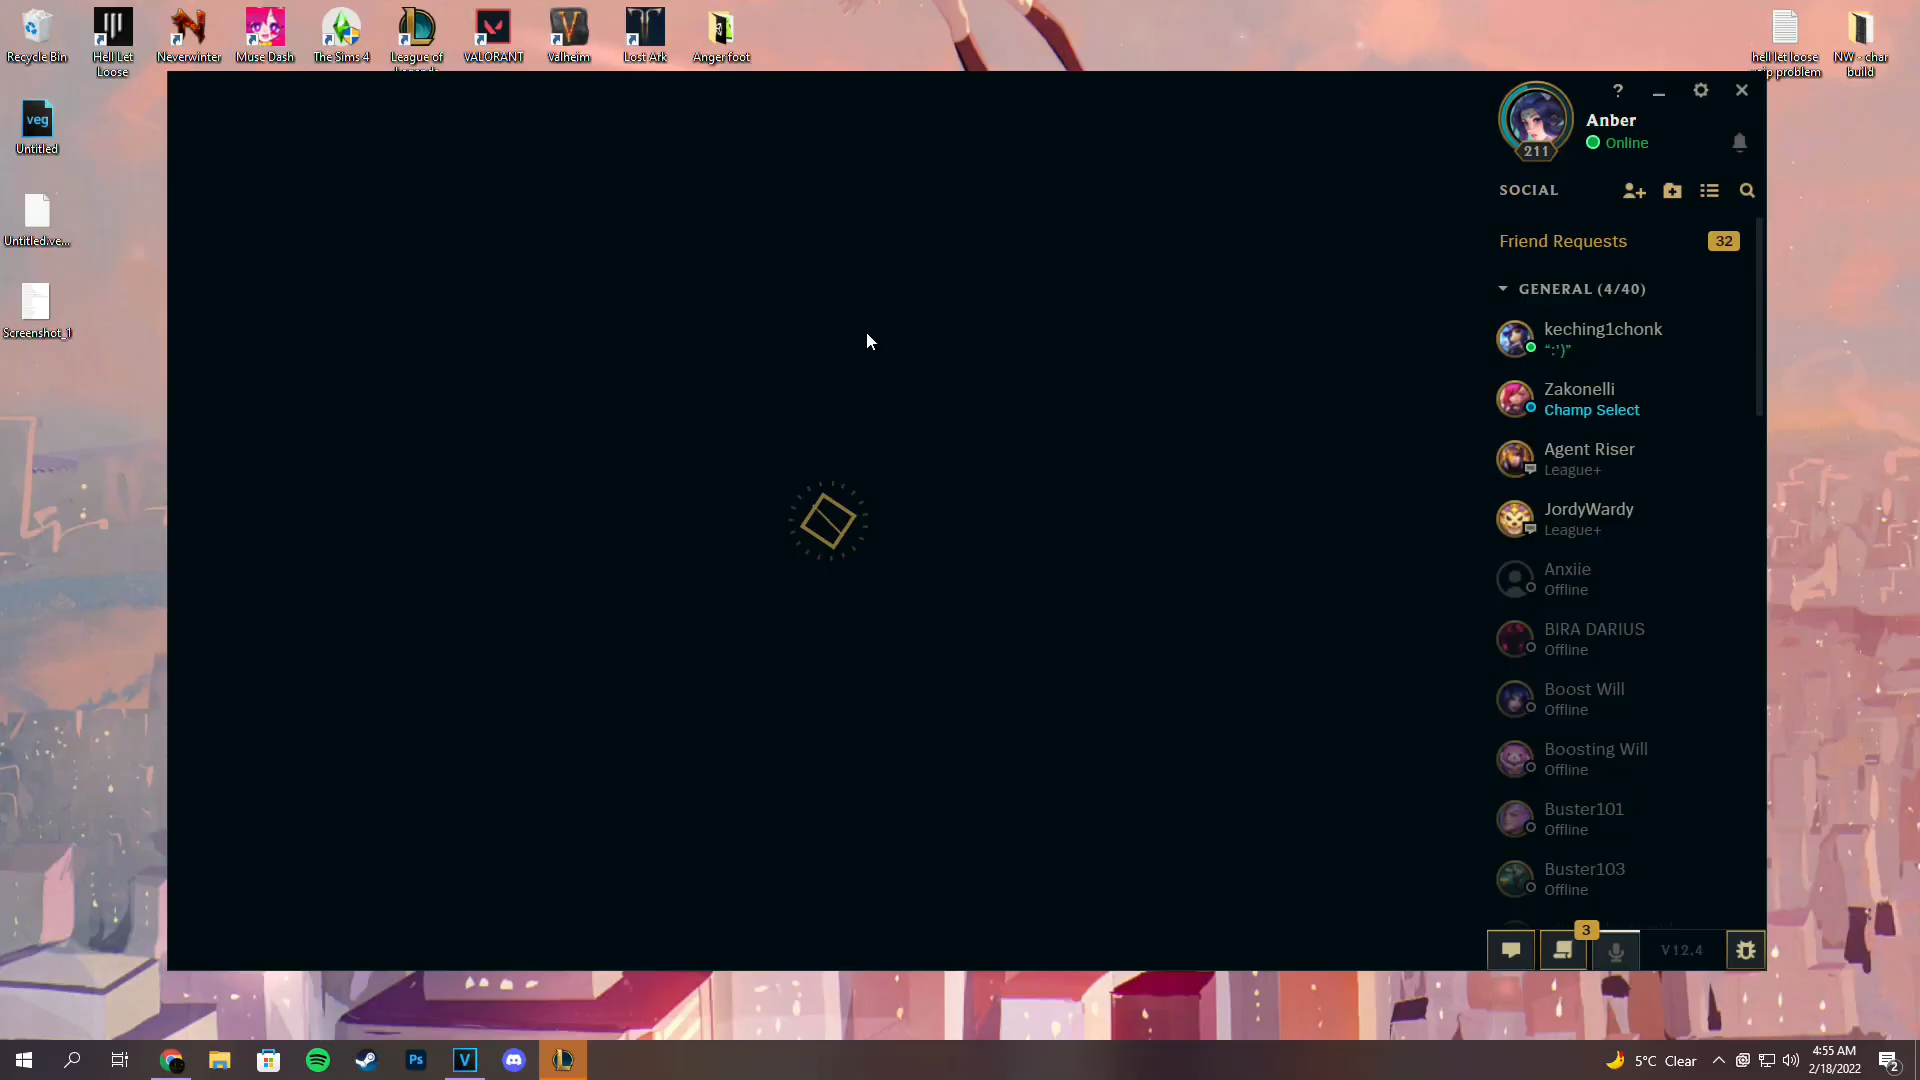 Recycle Bin
Hell Let
Loose
Neverwinter
Muse Dash
The Sims 4
League of
VALORANT
Valheim
Lost Ark
Anger foot
hell let loose
problem
NW - char
build
veg
Untitled
Untitled.ve...
Screenshot_1
?
Anber
211
Online
SOCIAL
Friend Requests
32
GENERAL (4/40)
keching1chonk
“:')”
Zakonelli
Champ Select
Agent Riser
League+
JordyWardy
League+
Anxiie
Offline
BIRA DARIUS
Offline
Boost Will
Offline
Boosting Will
Offline
Buster101
Offline
Buster103
Offline
3
V12.4
Ps
V
5°C Clear
4:55 AM
2/18/2022
2